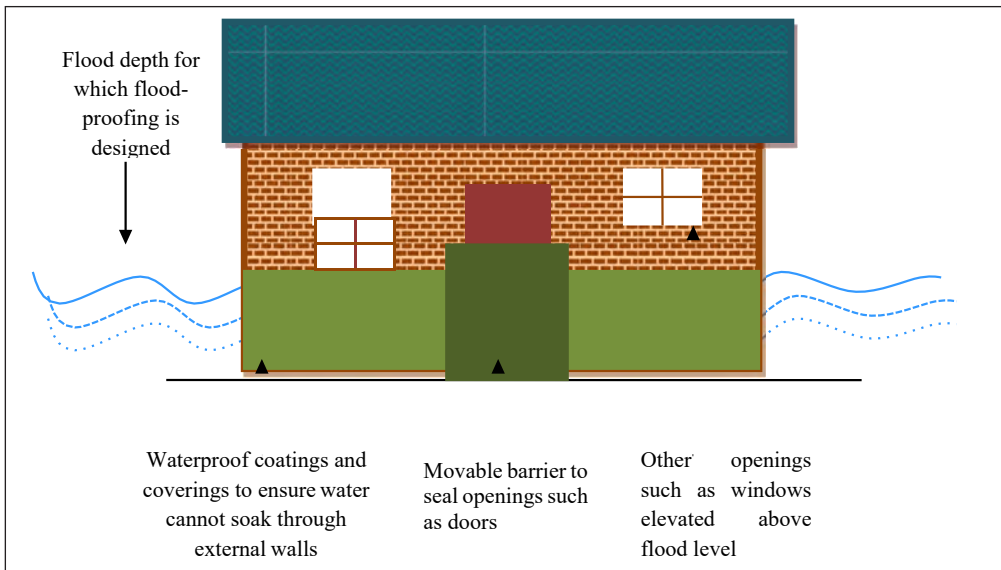 Flood depth for
which flood-
proofing is
designed
Waterproof coatings and
coverings to ensure water
cannot soak through
external walls
Movable barrier to
seal openings such
as doors
Other openings
such as windows
elevated above
flood level